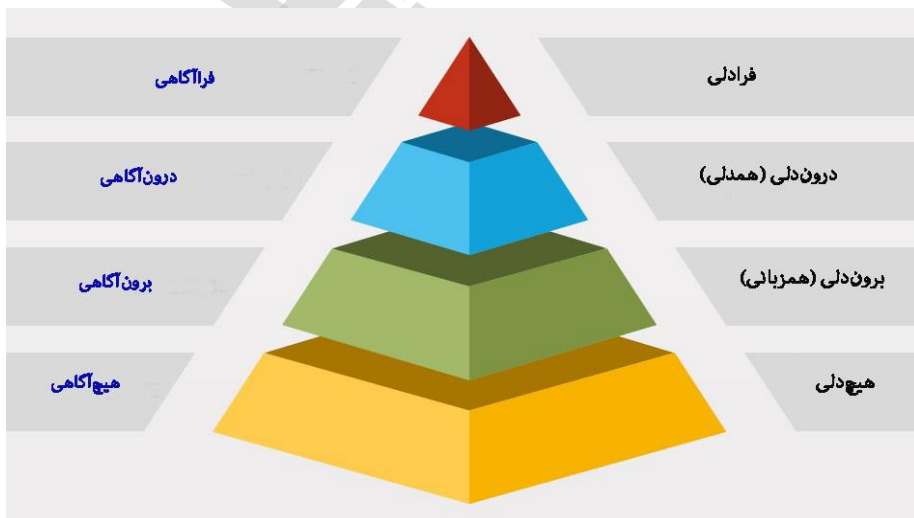 فرادلی
فراآگاهی
درون‌دلی (همدلی)
درون‌آگاهی
برون‌دلی (همزبانی)
برون‌آگاهی
هیچ‌دلی
هیچ‌آگاهی